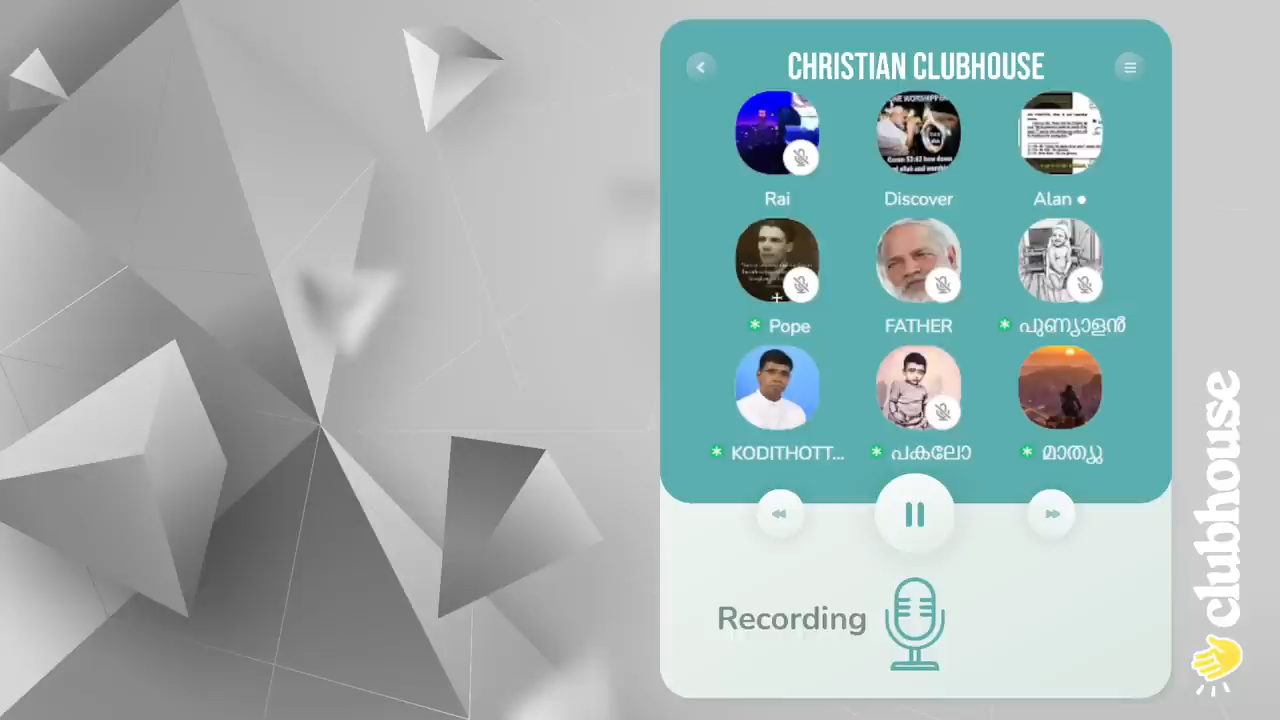 CHRISTIAN CLUBHOUSE
Rai
Discover
Alan
Pope
FATHER
പുണ്യാളൻ
KODITHOTT...
പകലോ
മാത്യു
Recording
clubhouse